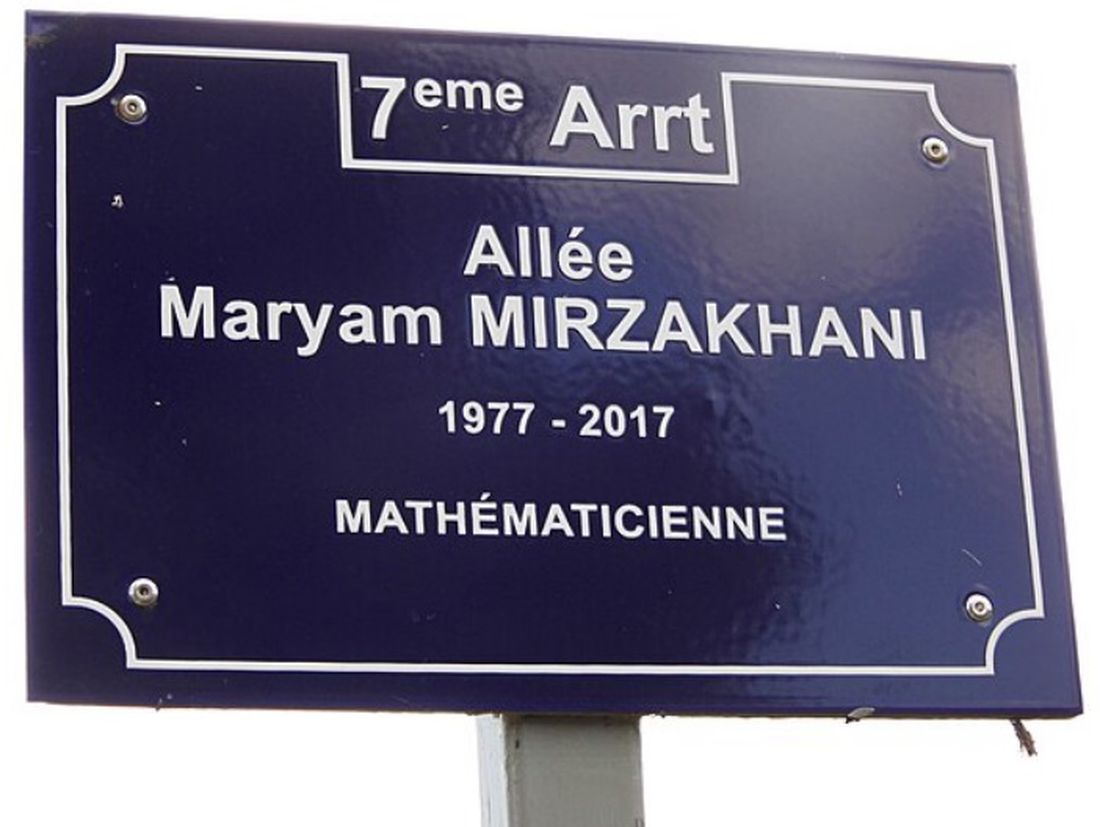 7eme Arrt
Allée
Maryam MIRZAKHANI
1977 - 2017
MATHÉMATICIENNE